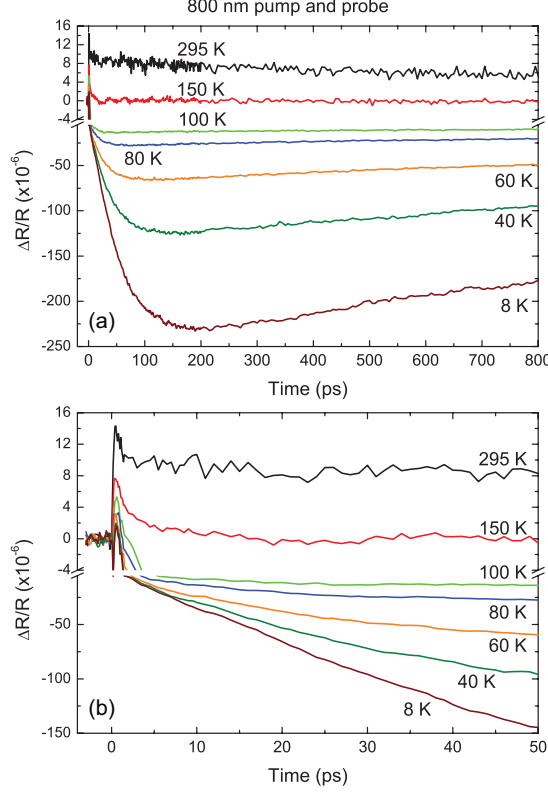 800 nm pump and probe
16
12
8
4
0
-4
-50
-100
-150
-200
-250
ΔR/R (x10⁻⁶)
295 K
150 K
100 K
80 K
60 K
40 K
8 K
(a)
0 100 200 300 400 500 600 700 800
Time (ps)
16
12
8
4
0
-4
-50
-100
-150
ΔR/R (x10⁻⁶)
295 K
150 K
100 K
80 K
60 K
40 K
8 K
(b)
0 10 20 30 40 50
Time (ps)